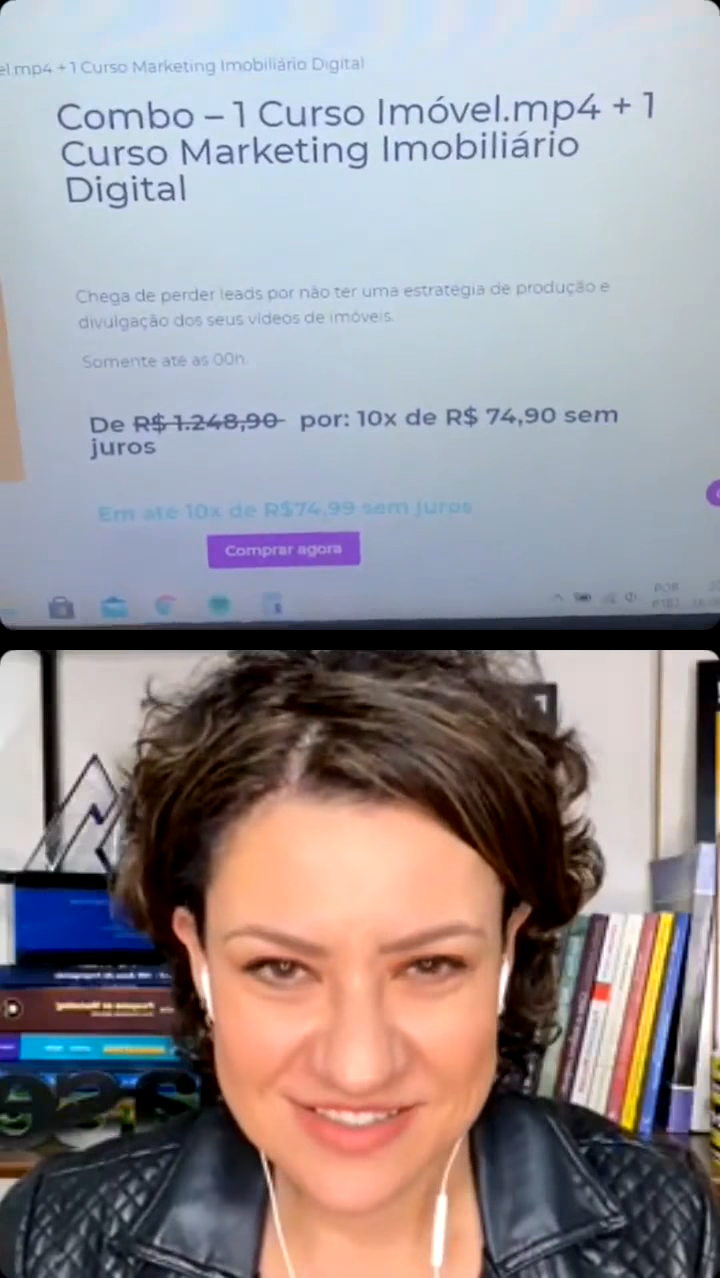 el.mp4 + 1 Curso Marketing Imobiliário Digital
Combo – 1 Curso Imóvel.mp4 + 1
Curso Marketing Imobiliário
Digital
Chega de perder leads por não ter uma estratégia de produção e
divulgação dos seus vídeos de imóveis.
Somente até as 00h.
De R$ 1.248,90 por: 10x de R$ 74,90 sem
juros
Em até 10x de R$74,99 sem juros
Comprar agora
POR